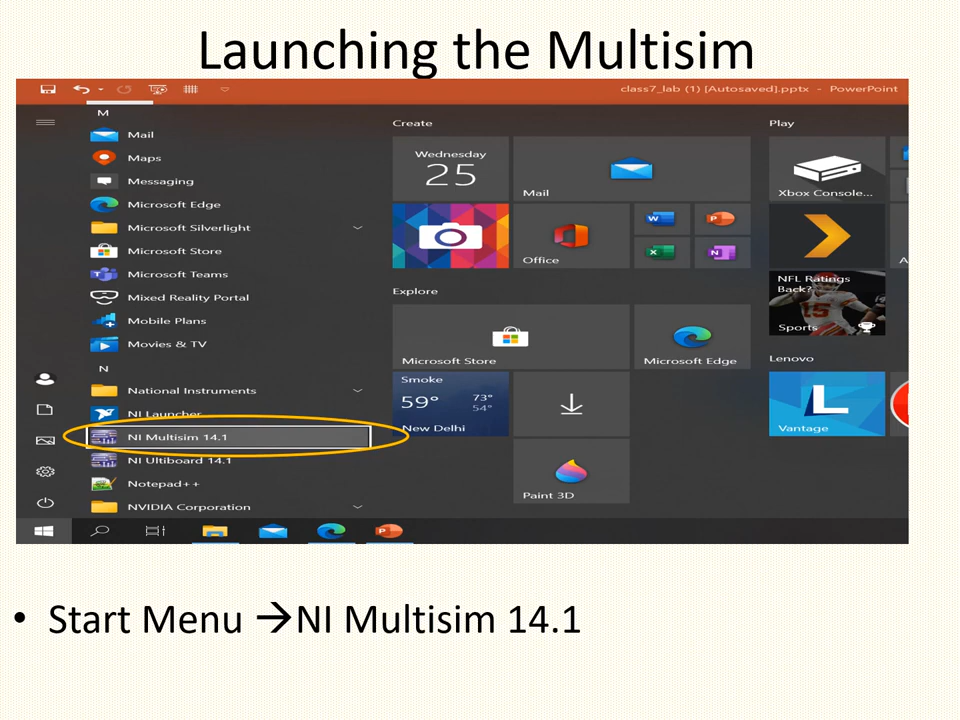 Launching the Multisim
class7_lab (1) [Autosaved].pptx - PowerPoint
M
Mail
Maps
Messaging
Microsoft Edge
Microsoft Silverlight
Microsoft Store
Microsoft Teams
Mixed Reality Portal
Mobile Plans
Movies & TV
N
National Instruments
NI Launcher
NI Multisim 14.1
NI Ultiboard 14.1
Notepad++
NVIDIA Corporation
Create
Wednesday
25
Mail
Office
Explore
Microsoft Store
Microsoft Edge
Smoke
59°
73°
54°
New Delhi
Paint 3D
Play
Xbox Console...
A
NFL Ratings
Back?
15
Sports
Lenovo
L
Vantage
• Start Menu →NI Multisim 14.1